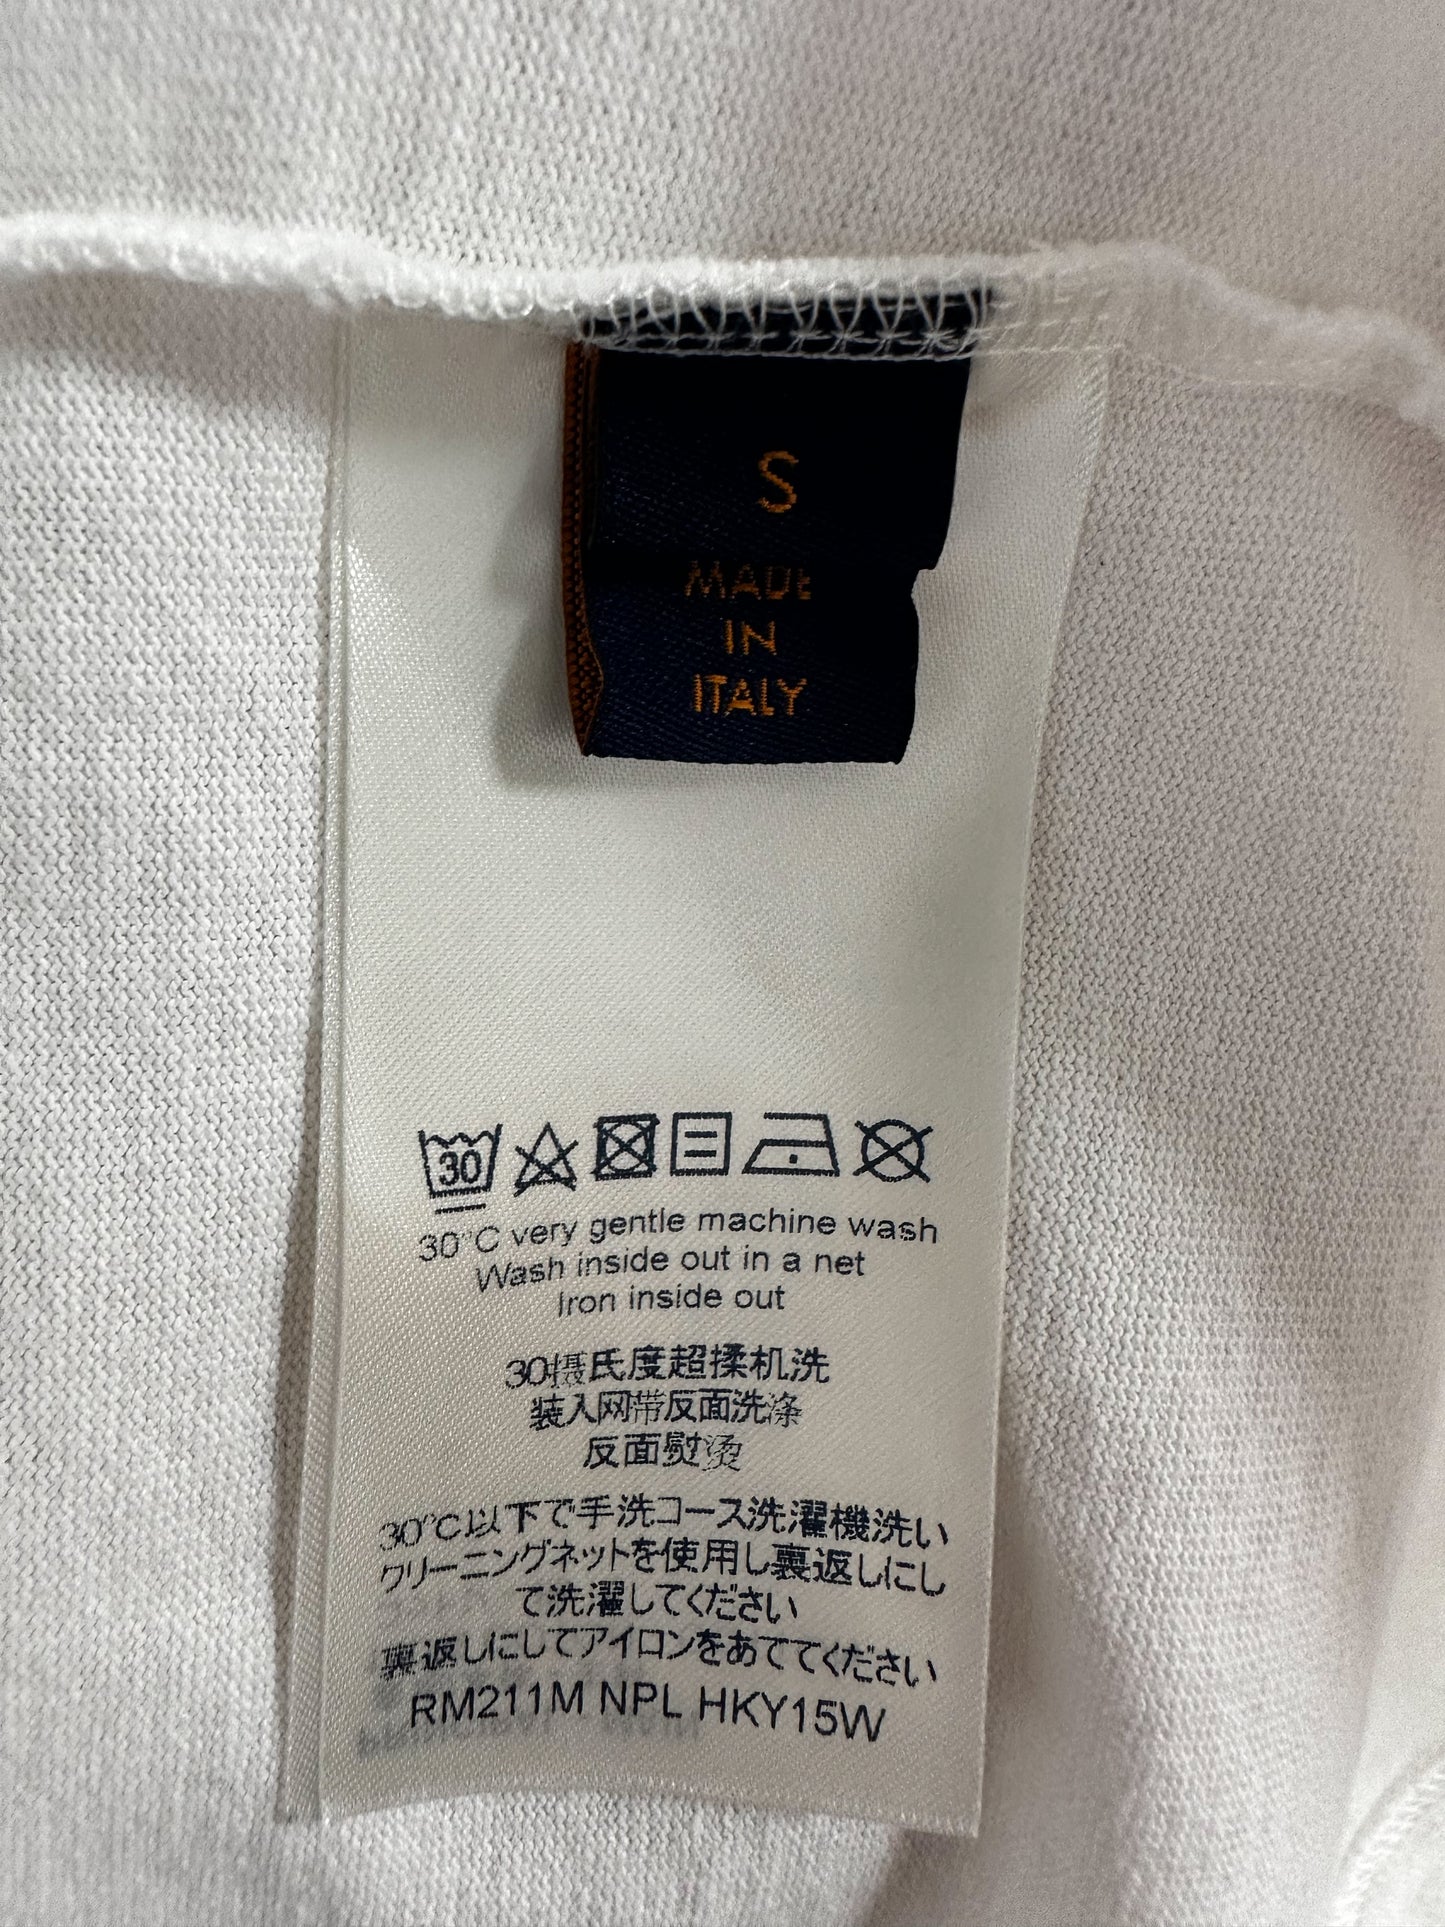 S
MADE
IN
ITALY
30
30°C very gentle machine wash
Wash inside out in a net
Iron inside out
30摄氏度超揉机洗
装入网带反面洗涤
反面熨烫
30°C以下で手洗コース洗濯機洗い
クリーニングネットを使用し裏返しにし
て洗濯してください
裏返しにしてアイロンをあててください
RM211M NPL HKY15W